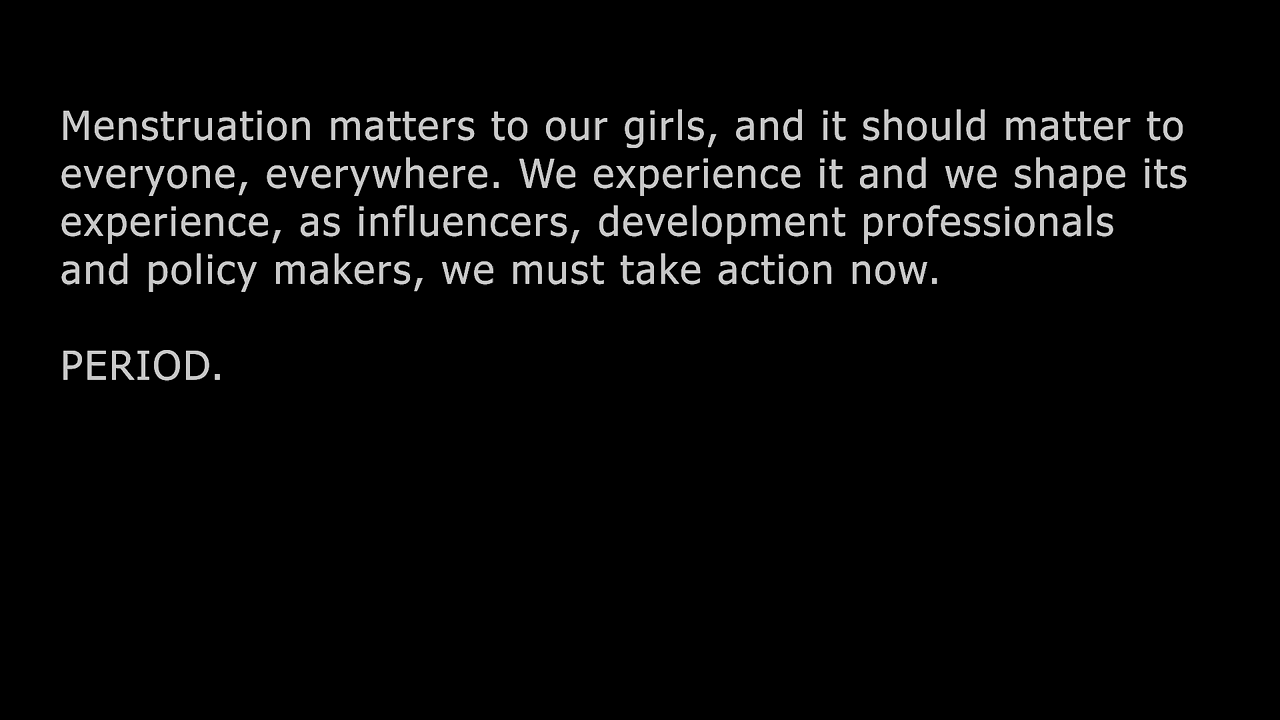 Menstruation matters to our girls, and it should matter to
everyone, everywhere. We experience it and we shape its
experience, as influencers, development professionals
and policy makers, we must take action now.
PERIOD.